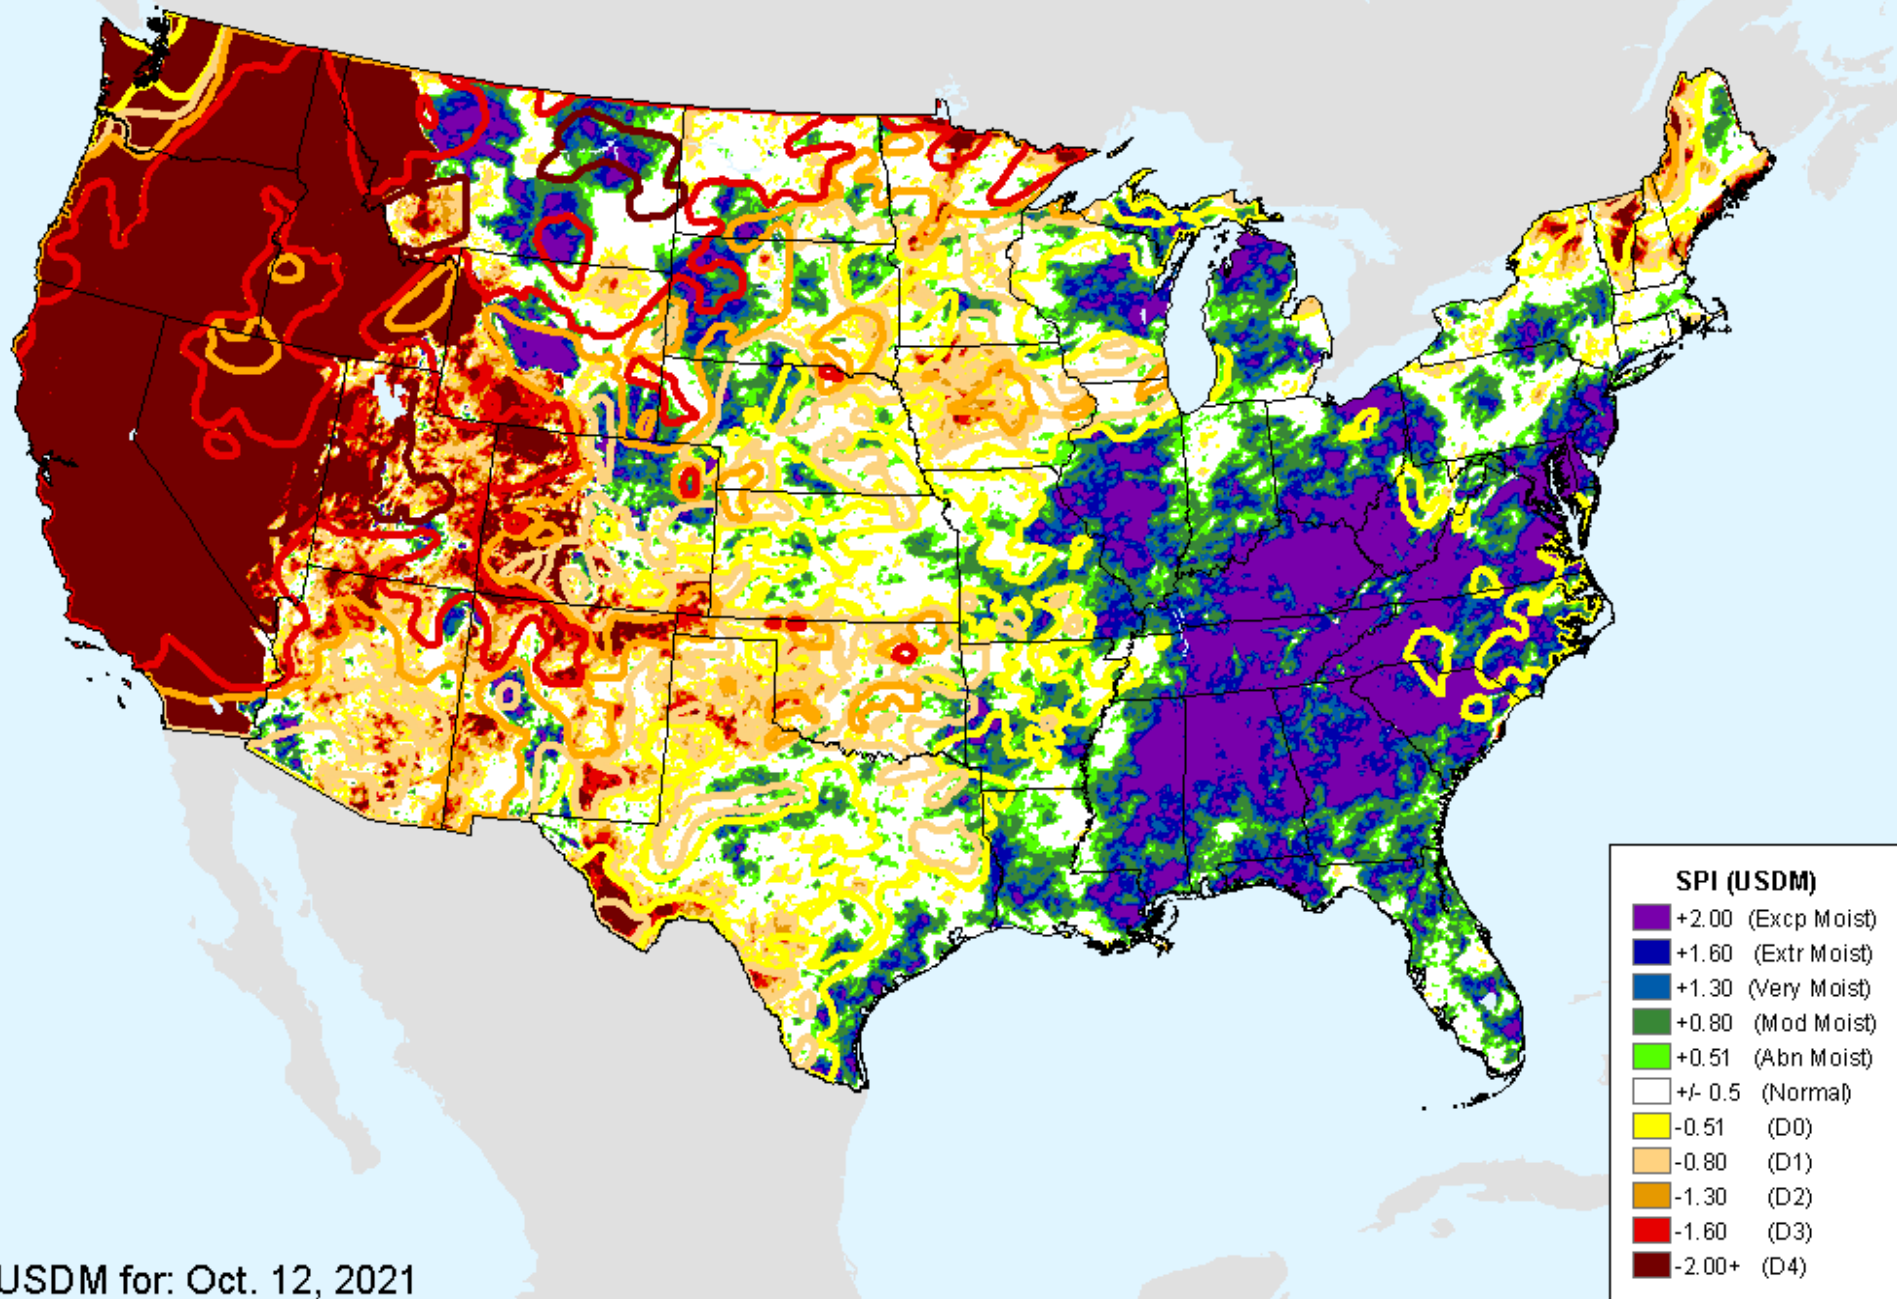 SPI (USDM)
+2.00 (Excp Moist)
+1.60 (Extr Moist)
+1.30 (Very Moist)
+0.80 (Mod Moist)
+0.51 (Abn Moist)
+/- 0.5 (Normal)
-0.51 (D0)
-0.80 (D1)
-1.30 (D2)
-1.60 (D3)
-2.00+ (D4)
USDM for: Oct. 12, 2021